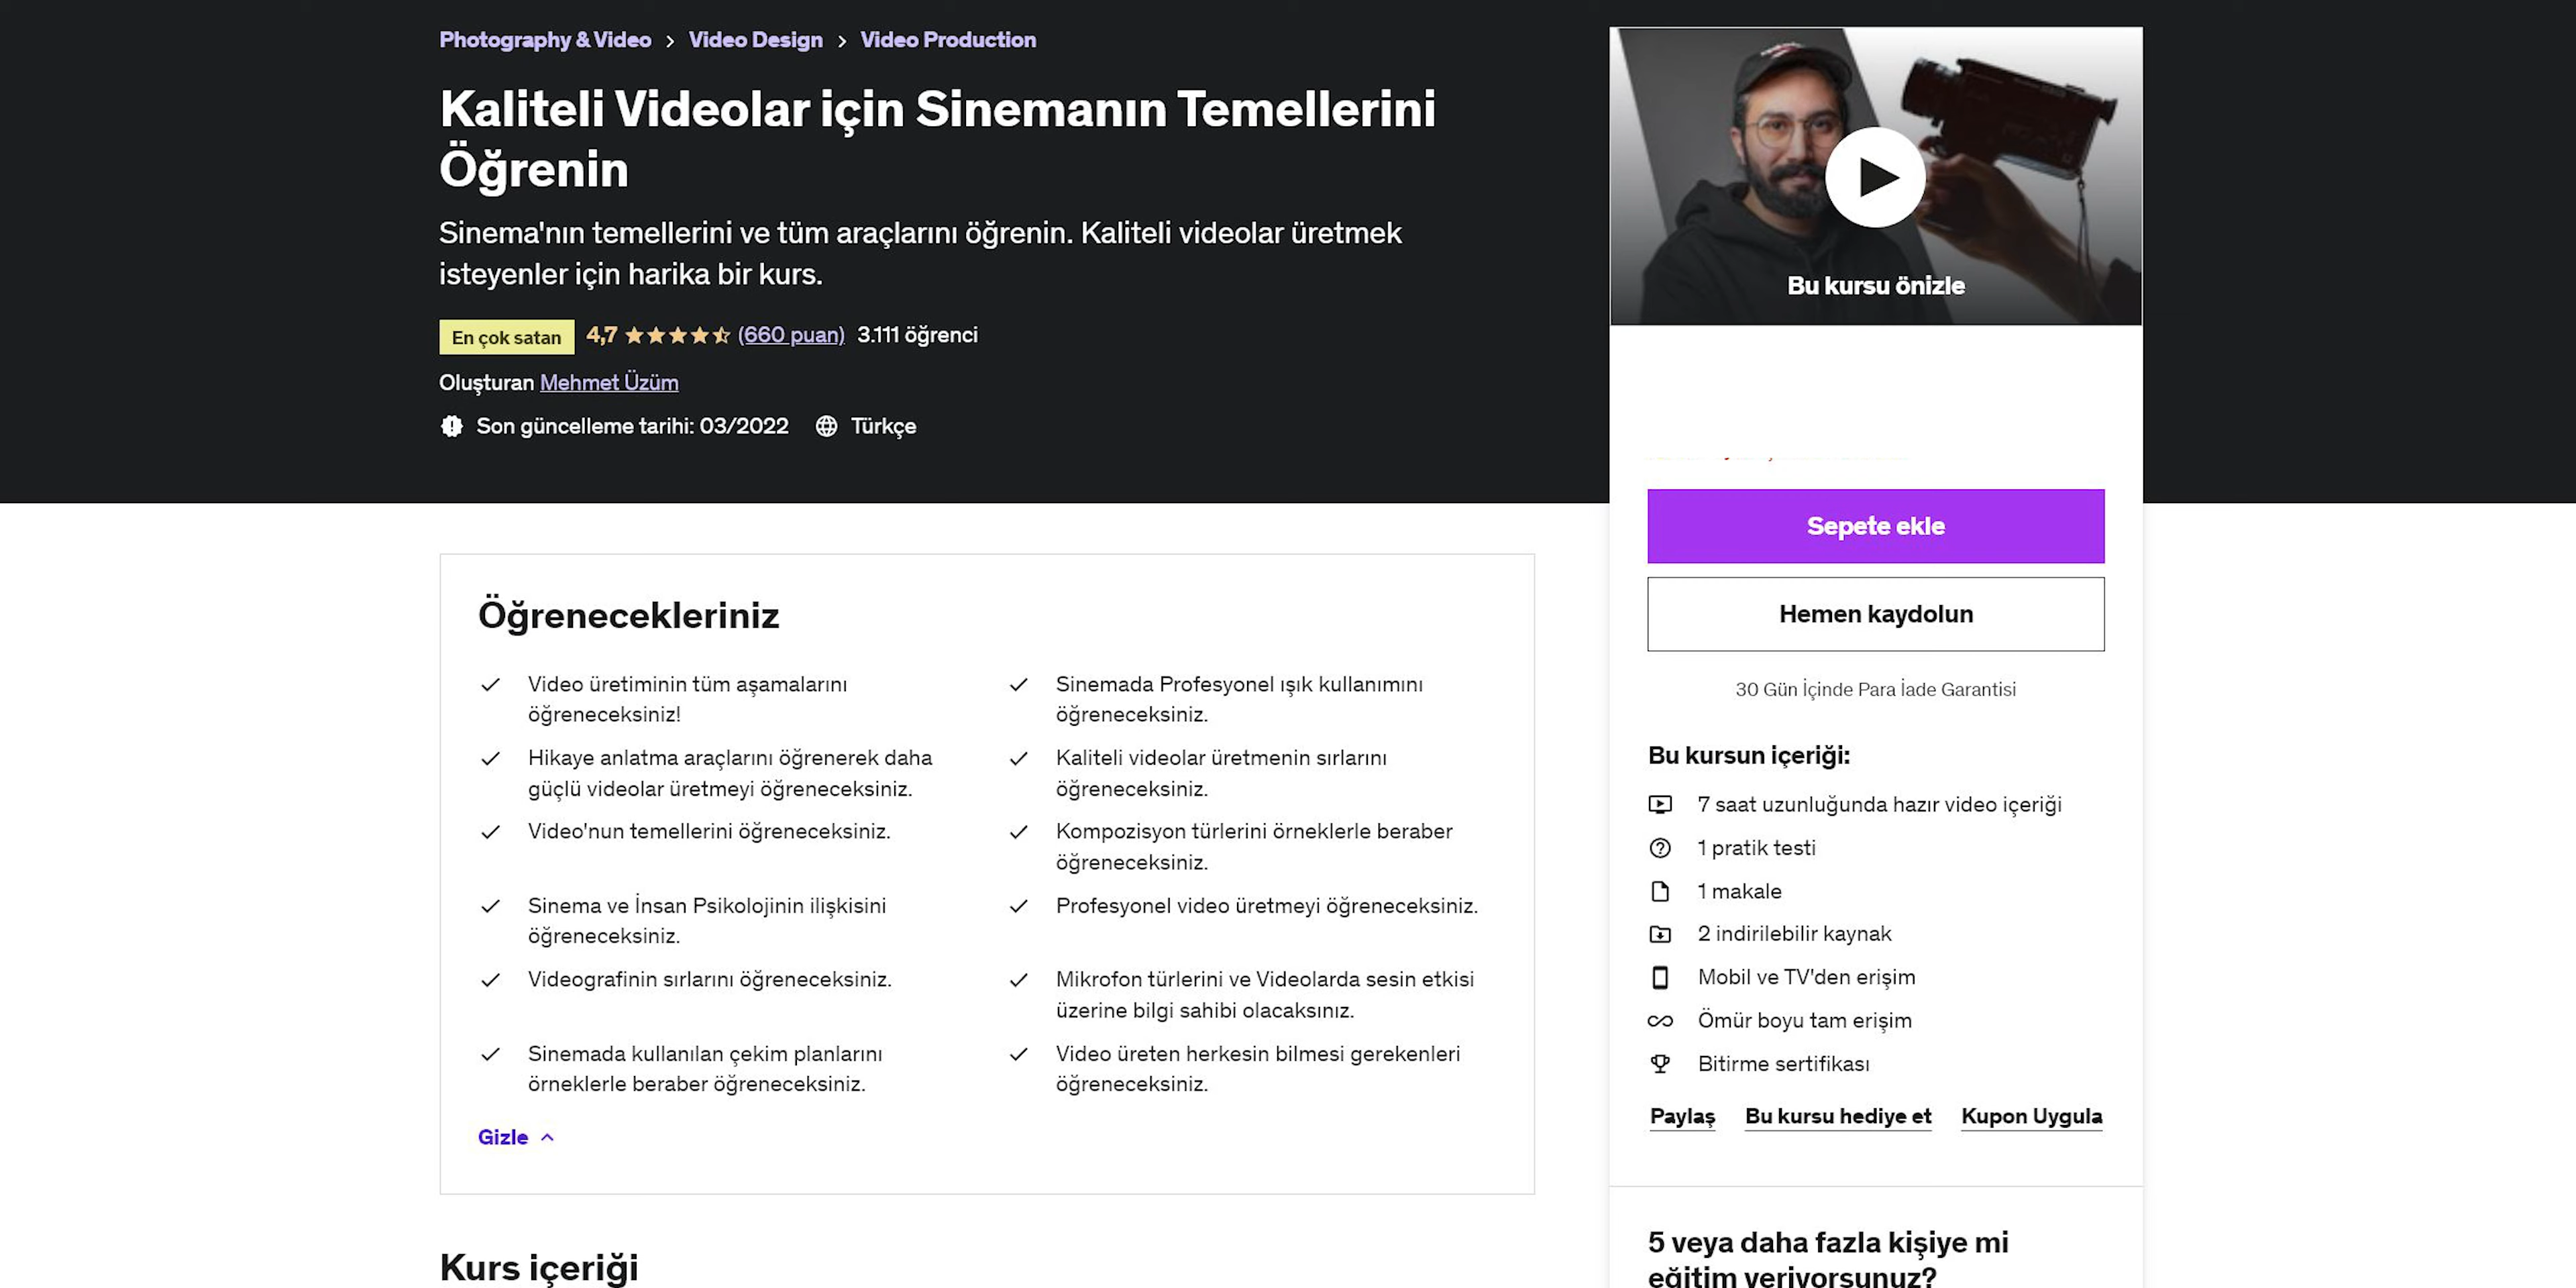 Photography & Video > Video Design > Video Production
Kaliteli Videolar için Sinemanın Temellerini
Öğrenin
Sinema'nın temellerini ve tüm araçlarını öğrenin. Kaliteli videolar üretmek
isteyenler için harika bir kurs.
En çok satan 4,7 (660 puan) 3.111 öğrenci
Oluşturan Mehmet Üzüm
Son güncelleme tarihi: 03/2022 Türkçe
Bu kursu önizle
Sepete ekle
Hemen kaydolun
30 Gün İçinde Para İade Garantisi
Bu kursun içeriği:
7 saat uzunluğunda hazır video içeriği
1 pratik testi
1 makale
2 indirilebilir kaynak
Mobil ve TV'den erişim
Ömür boyu tam erişim
Bitirme sertifikası
Paylaş Bu kursu hediye et Kupon Uygula
5 veya daha fazla kişiye mi
eğitim veriyorsunuz?
Öğrenecekleriniz
Video üretiminin tüm aşamalarını
öğreneceksiniz!
Hikaye anlatma araçlarını öğrenerek daha
güçlü videolar üretmeyi öğreneceksiniz.
Video'nun temellerini öğreneceksiniz.
Sinema ve İnsan Psikolojinin ilişkisini
öğreneceksiniz.
Videografinin sırlarını öğreneceksiniz.
Sinemada kullanılan çekim planlarını
örneklerle beraber öğreneceksiniz.
Sinemada Profesyonel ışık kullanımını
öğreneceksiniz.
Kaliteli videolar üretmenin sırlarını
öğreneceksiniz.
Kompozisyon türlerini örneklerle beraber
öğreneceksiniz.
Profesyonel video üretmeyi öğreneceksiniz.
Mikrofon türlerini ve Videolarda sesin etkisi
üzerine bilgi sahibi olacaksınız.
Video üreten herkesin bilmesi gerekenleri
öğreneceksiniz.
Gizle
Kurs içeriği